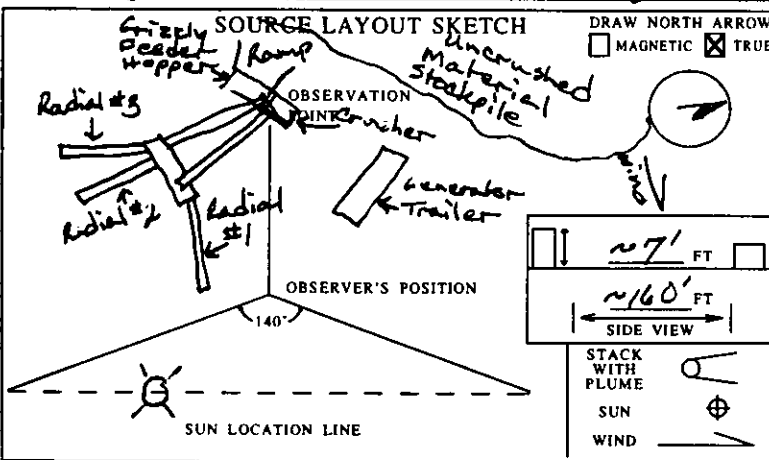 SOURCE LAYOUT SKETCH
DRAW NORTH ARROW
MAGNETIC TRUE
Grizzly
Feeder
Hopper
Ramp
Uncrushed
Material
Stockpile
OBSERVATION
POINT
Crusher
Radial #3
Radial #2
Radial
#1
Generator
Trailer
Wind
~7' FT
~160' FT
SIDE VIEW
OBSERVER'S POSITION
140°
SUN LOCATION LINE
STACK
WITH
PLUME
SUN
WIND